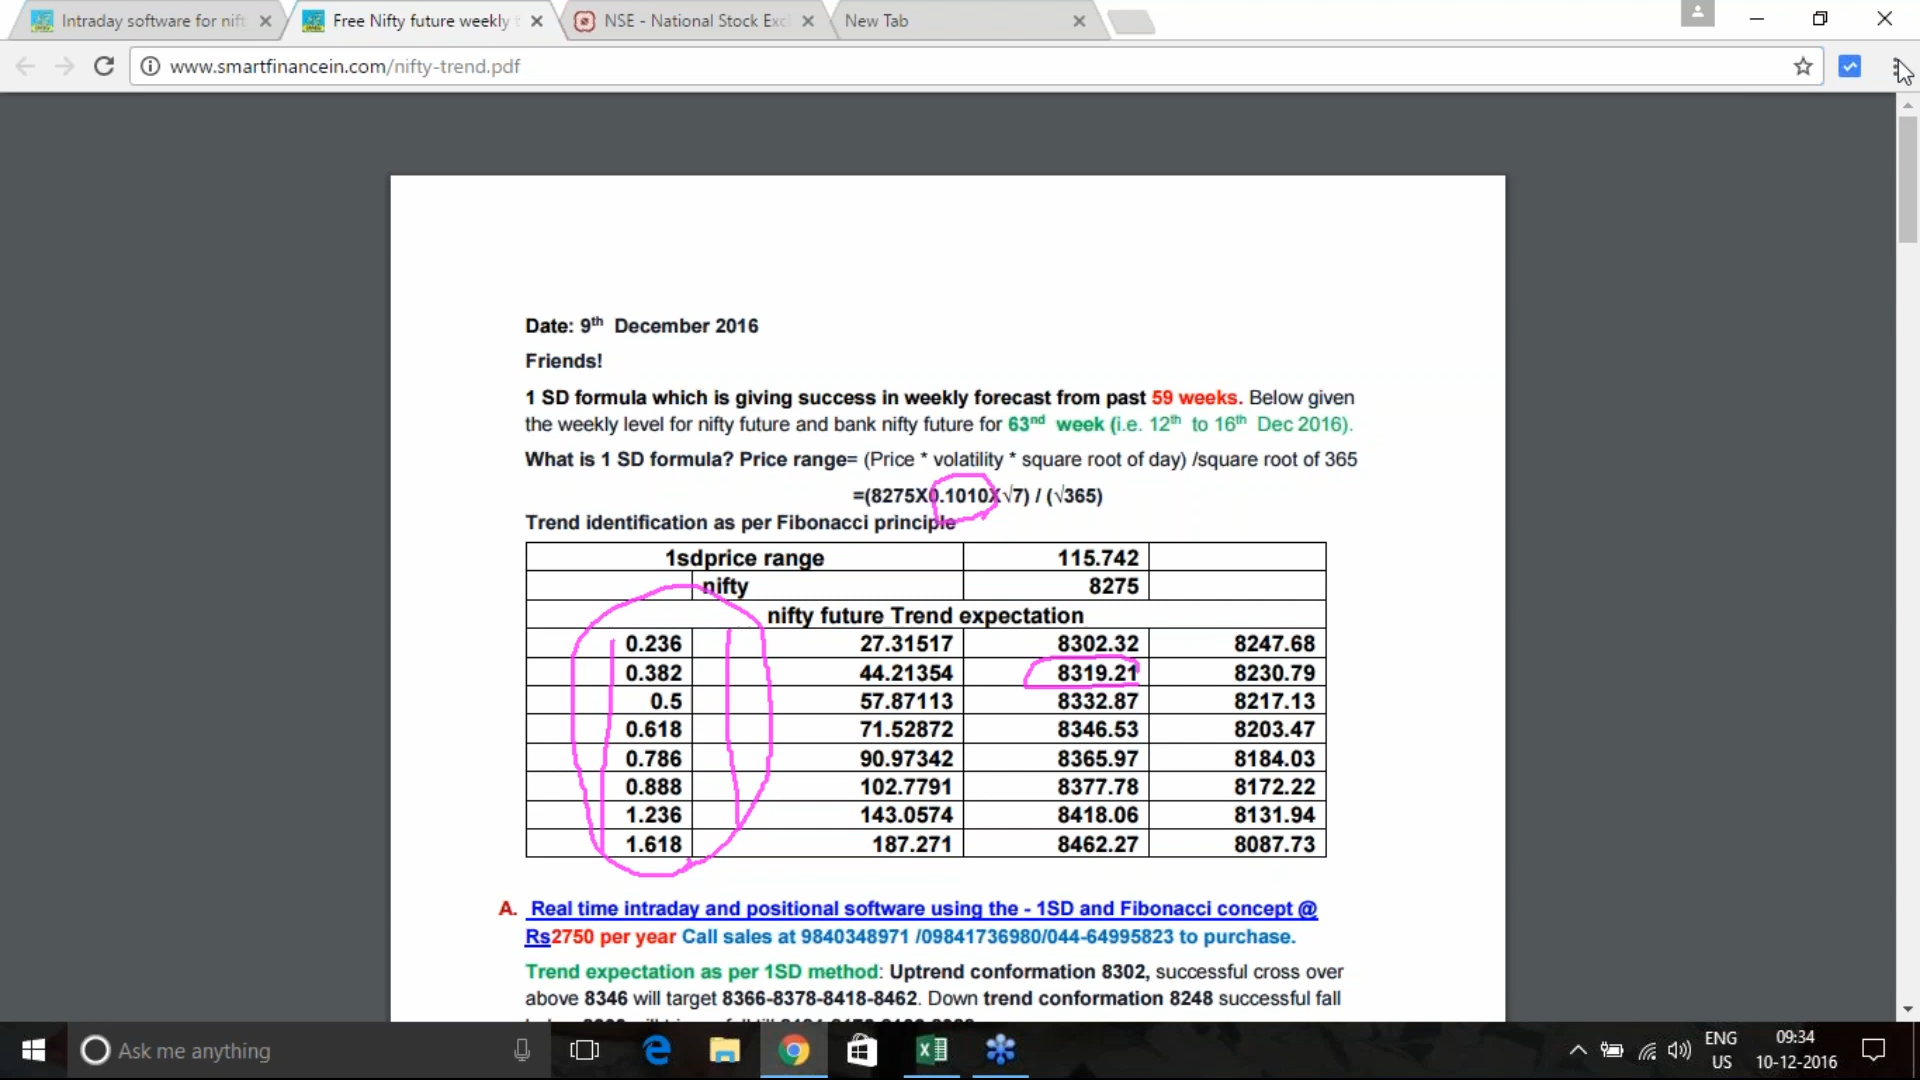 Intraday software for nift
Free Nifty future weekly t
NSE - National Stock Exc
New Tab
www.smartfinancein.com/nifty-trend.pdf
Date: 9th December 2016
Friends!
1 SD formula which is giving success in weekly forecast from past 59 weeks. Below given
the weekly level for nifty future and bank nifty future for 63nd week (i.e. 12th to 16th Dec 2016).
What is 1 SD formula? Price range= (Price * volatility * square root of day) /square root of 365
=(8275X0.1010X√7) / (√365)
Trend identification as per Fibonacci principle
1sdprice range 115.742
nifty 8275
nifty future Trend expectation
0.236 27.31517 8302.32 8247.68
0.382 44.21354 8319.21 8230.79
0.5 57.87113 8332.87 8217.13
0.618 71.52872 8346.53 8203.47
0.786 90.97342 8365.97 8184.03
0.888 102.7791 8377.78 8172.22
1.236 143.0574 8418.06 8131.94
1.618 187.271 8462.27 8087.73
A. Real time intraday and positional software using the - 1SD and Fibonacci concept @
Rs2750 per year Call sales at 9840348971 /09841736980/044-64995823 to purchase.
Trend expectation as per 1SD method: Uptrend conformation 8302, successful cross over
above 8346 will target 8366-8378-8418-8462. Down trend conformation 8248 successful fall
Ask me anything
ENG
US
09:34
10-12-2016